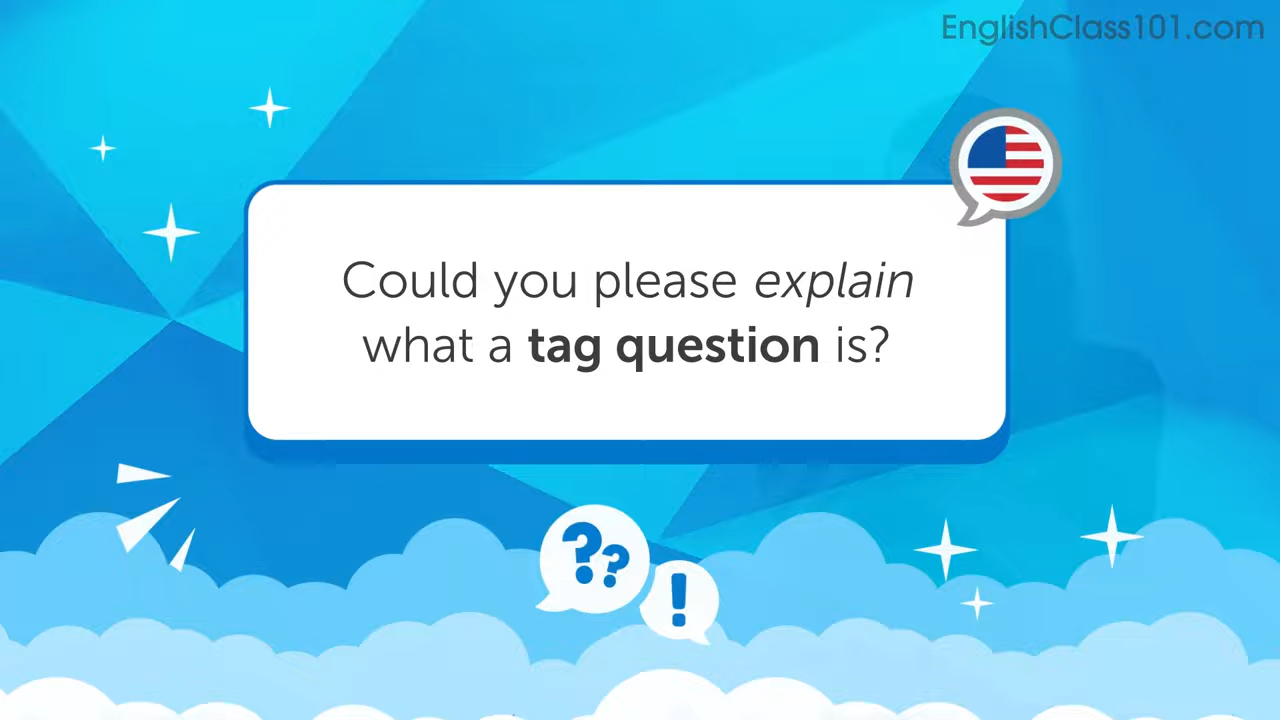 EnglishClass101.com
Could you please explain
what a tag question is?
??
!